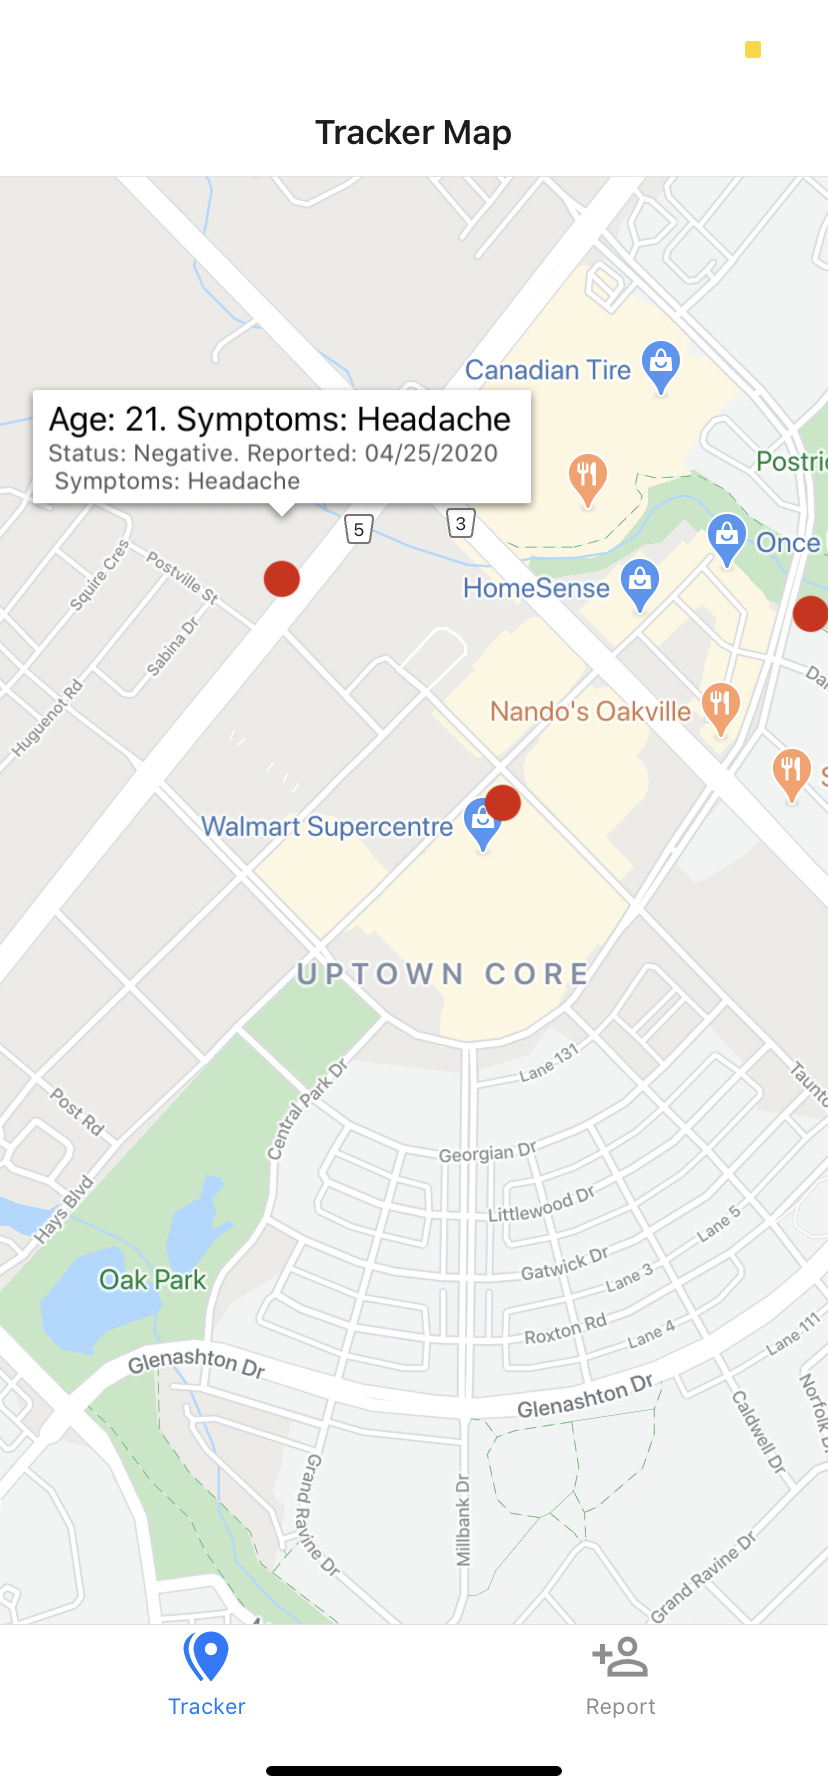 Tracker Map
Canadian Tire
Age: 21. Symptoms: Headache
Status: Negative. Reported: 04/25/2020
Symptoms: Headache
Postric
5
3
Once
Squire Cres
Postville St
HomeSense
Sabina Dr
Huguenot Rd
Dar
Nando's Oakville
S
Walmart Supercentre
UPTOWN CORE
Lane 131
Taunto
Post Rd
Central Park Dr
Georgian Dr
Hays Blvd
Littlewood Dr
Lane 5
Oak Park
Gatwick Dr
Lane 3
Roxton Rd
Lane 4
Lane 111
Glenashton Dr
Glenashton Dr
Caldwell Dr
Norfolk D
Grand Ravine Dr
Millbank Dr
Grand Ravine Dr
Tracker
Report